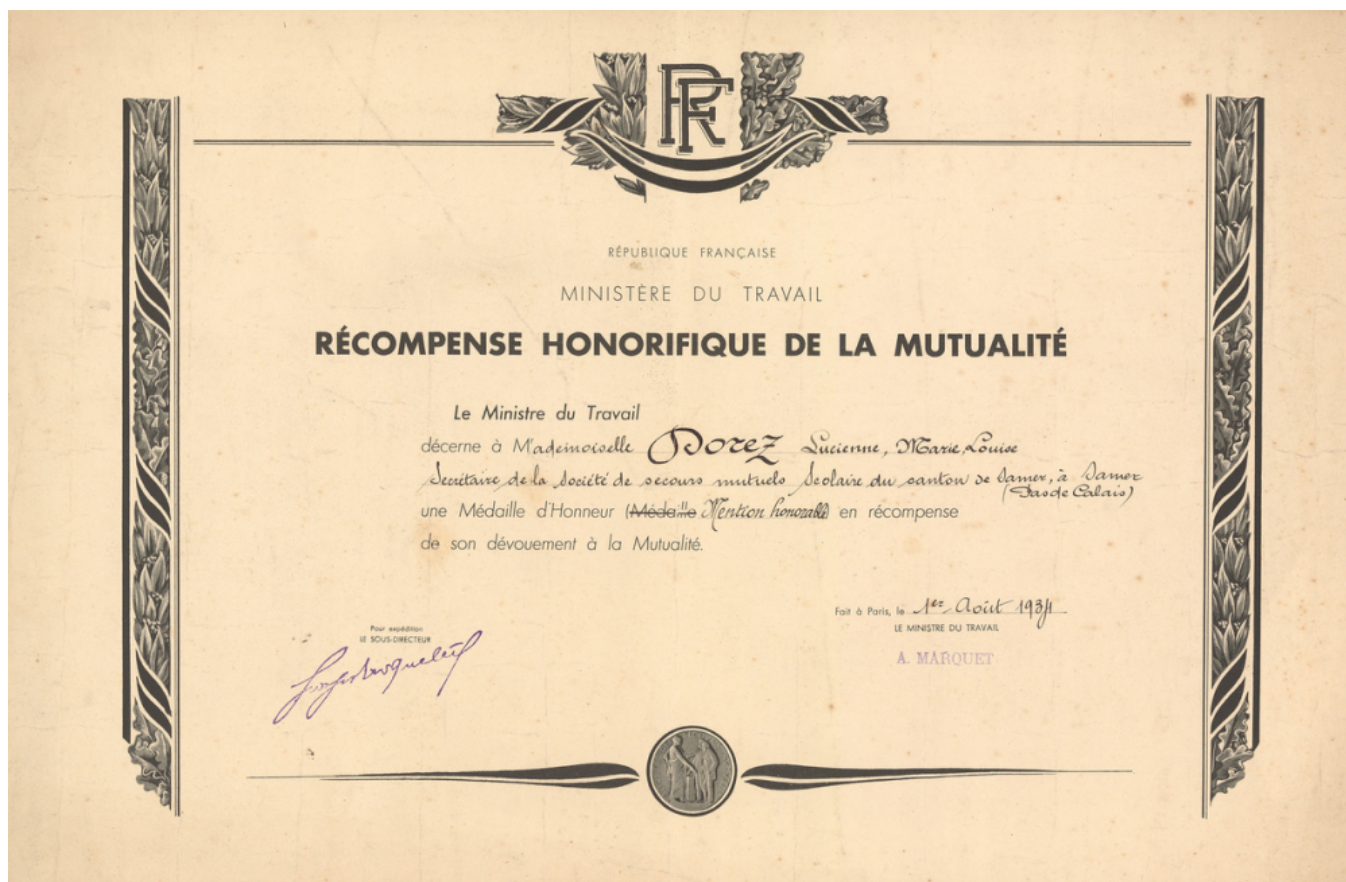 RF
RÉPUBLIQUE FRANÇAISE
MINISTÈRE DU TRAVAIL
RÉCOMPENSE HONORIFIQUE DE LA MUTUALITÉ
Le Ministre du Travail
décerne à Mademoiselle Dorez Lucienne, Marie, Louise
Secrétaire de la Société de secours mutuels Scolaire du canton de Samer, à Samer
(Pas de Calais)
une Médaille d'Honneur (Médaille Mention honorable) en récompense
de son dévouement à la Mutualité.
Fait à Paris, le 1er Août 1934
LE MINISTRE DU TRAVAIL
A. MARQUET
Pour expédition
LE SOUS-DIRECTEUR